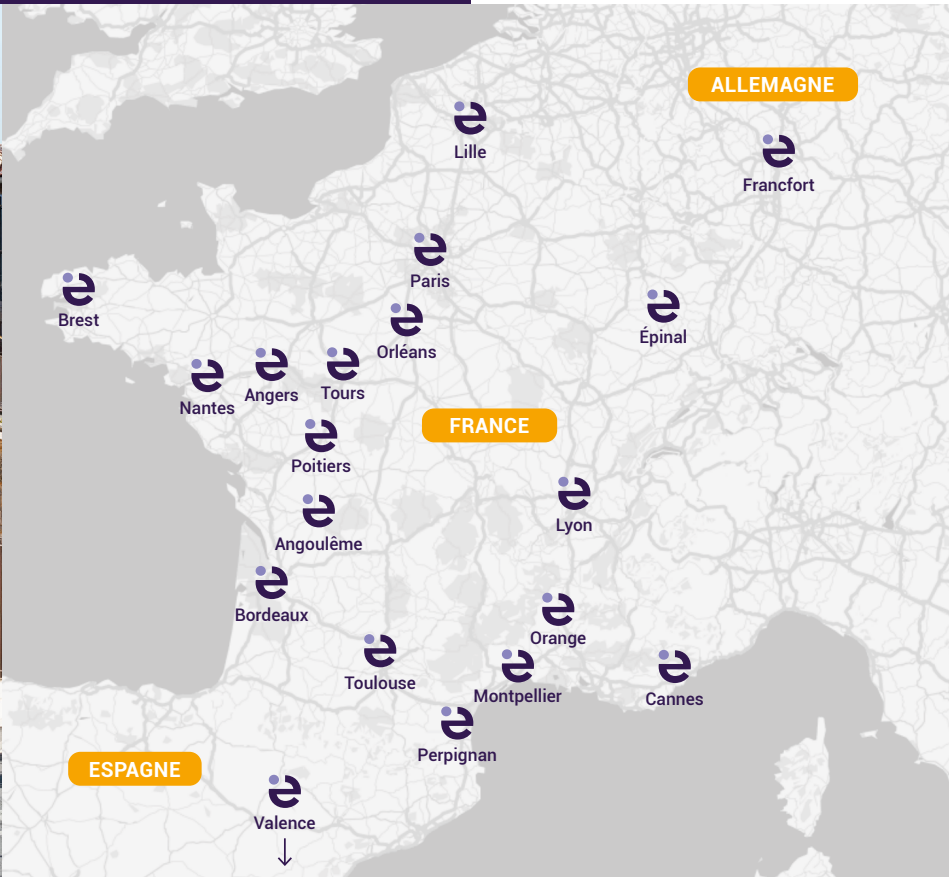 ALLEMAGNE
Lille
Francfort
Paris
Brest
Épinal
Orléans
Angers
Tours
Nantes
FRANCE
Poitiers
Lyon
Angoulême
Bordeaux
Orange
Toulouse
Montpellier
Cannes
Perpignan
ESPAGNE
Valence